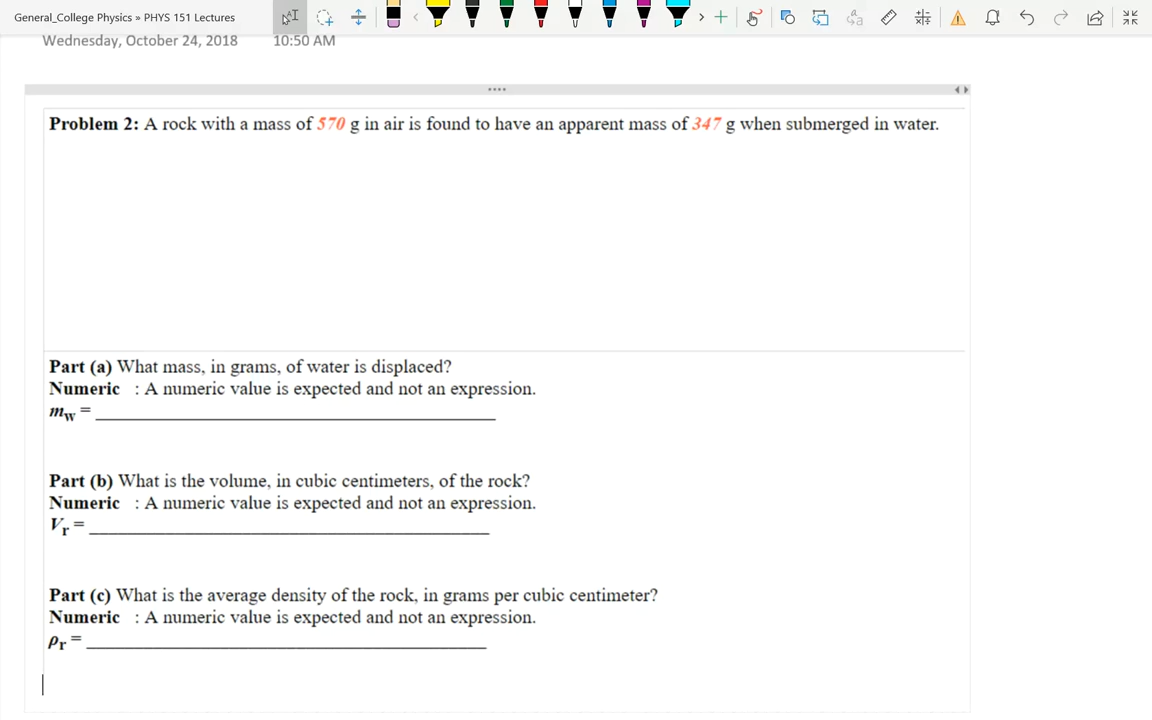 General_College Physics » PHYS 151 Lectures
Wednesday, October 24, 2018 10:50 AM
Problem 2: A rock with a mass of 570 g in air is found to have an apparent mass of 347 g when submerged in water.
Part (a) What mass, in grams, of water is displaced?
Numeric : A numeric value is expected and not an expression.
mw = ________________________________________
Part (b) What is the volume, in cubic centimeters, of the rock?
Numeric : A numeric value is expected and not an expression.
Vr = ________________________________________
Part (c) What is the average density of the rock, in grams per cubic centimeter?
Numeric : A numeric value is expected and not an expression.
ρr = ________________________________________